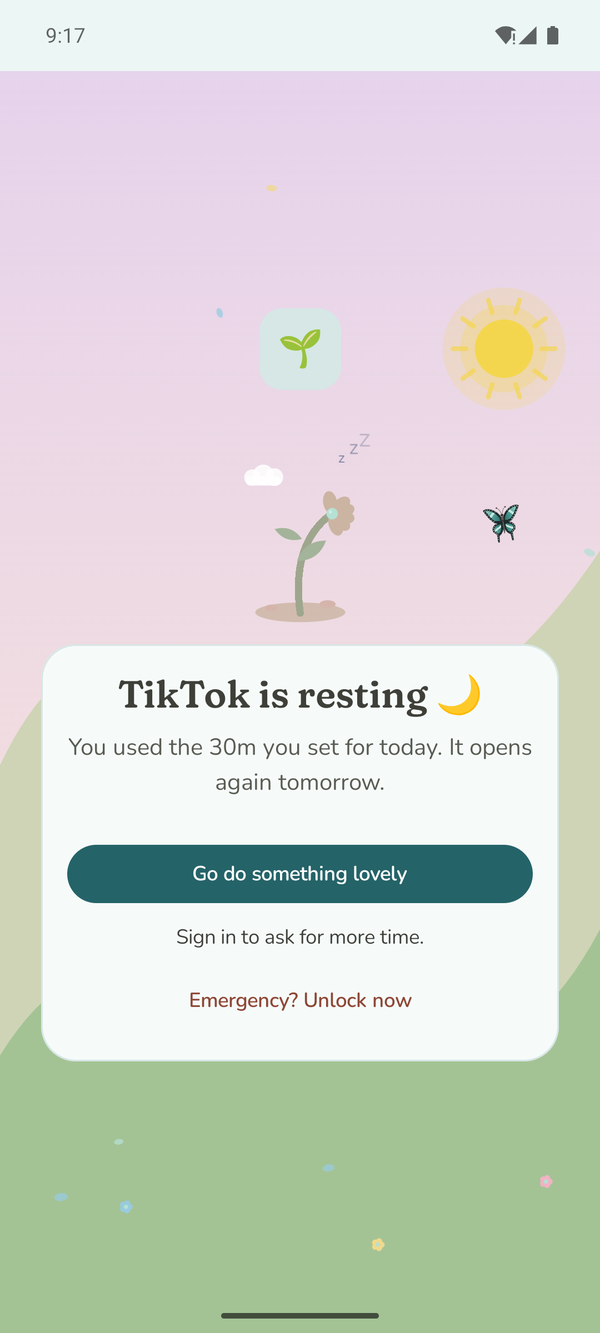 9:17
z z Z
TikTok is resting 🌙
You used the 30m you set for today. It opens
again tomorrow.
Go do something lovely
Sign in to ask for more time.
Emergency? Unlock now